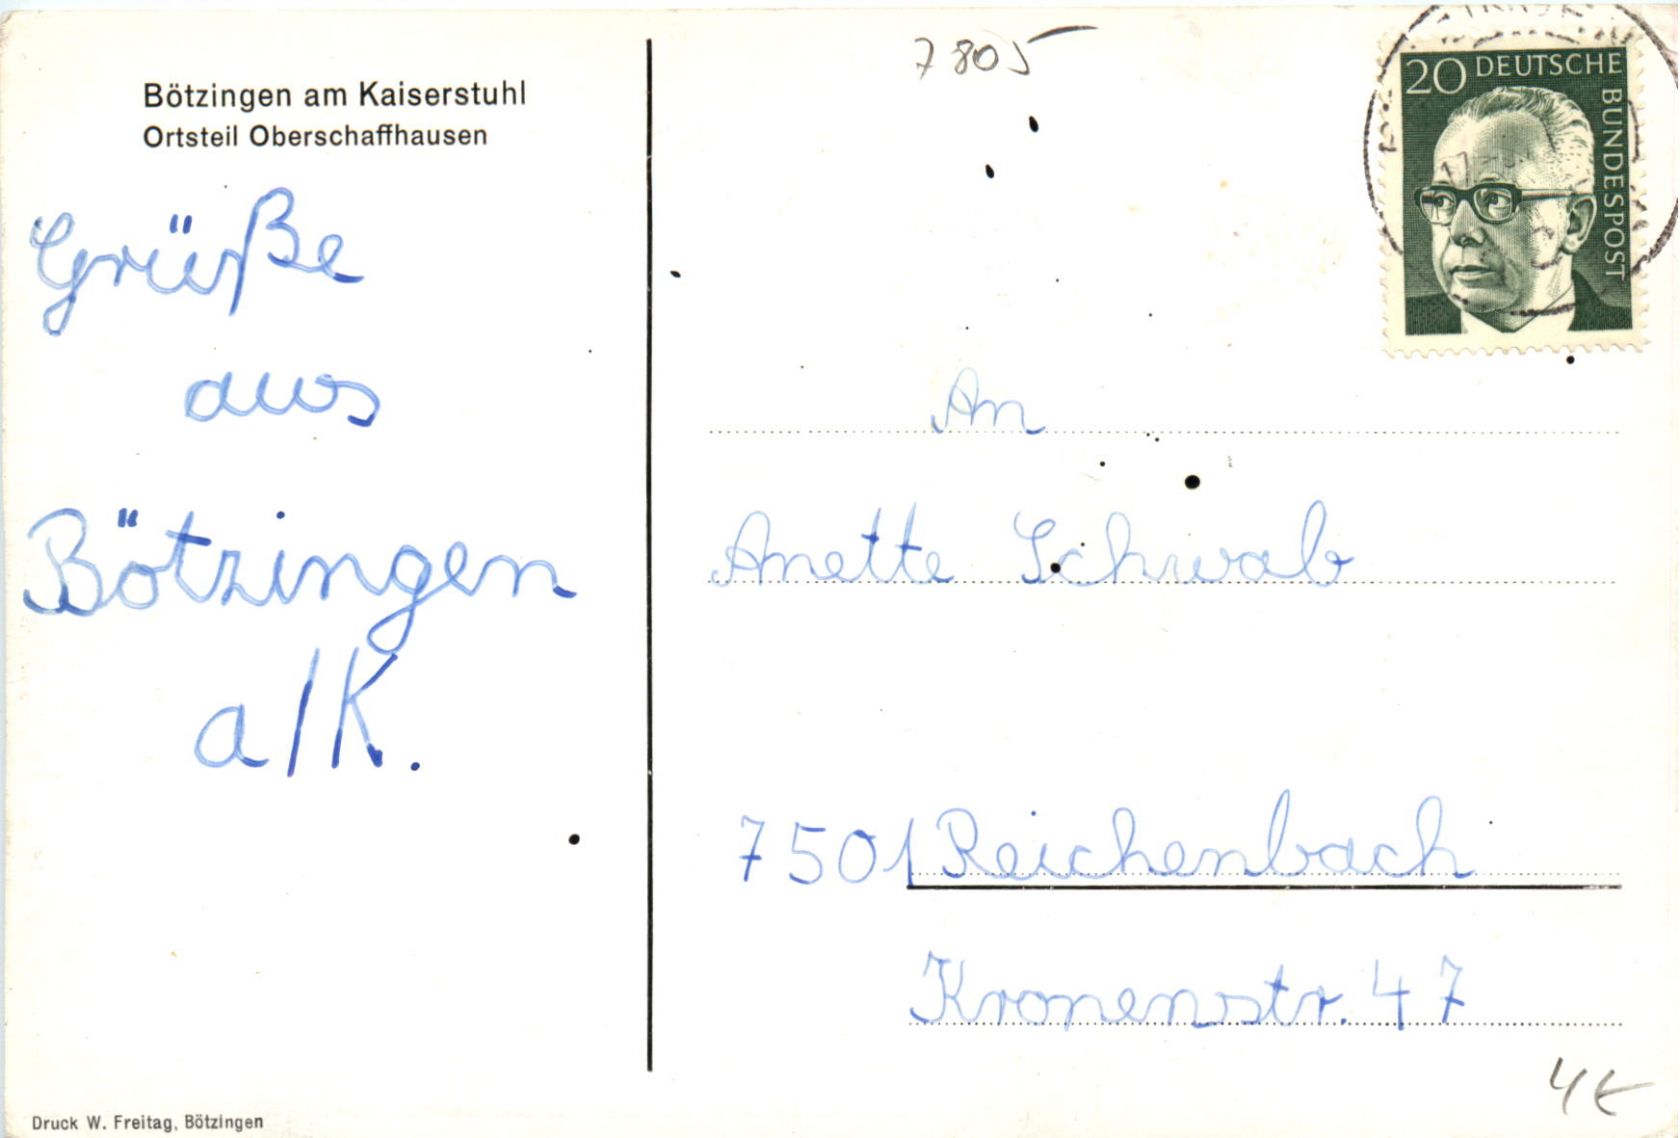 Bötzingen am Kaiserstuhl
Ortsteil Oberschaffhausen
Grüße
aus
Bötzingen
a/K.
Druck W. Freitag, Bötzingen
7805
20 DEUTSCHE
BUNDESPOST
An
Anette Schwab
7501 Reichenbach
Kronenstr. 47
4€